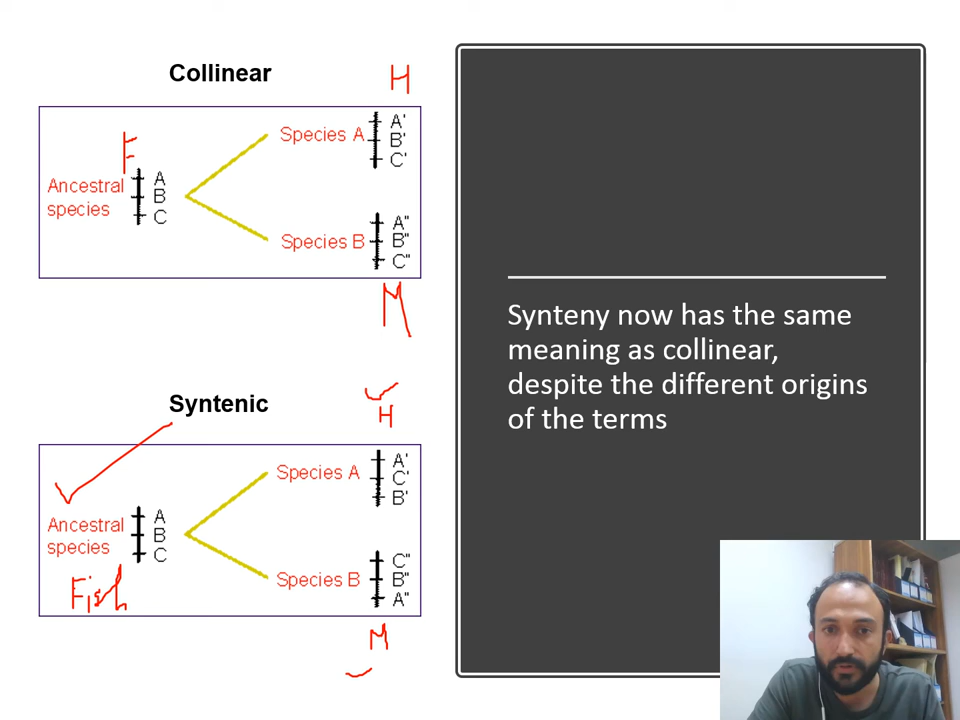 Collinear
H
F
Species A
A'
B'
C'
Ancestral
species
A
B
C
Species B
A"
B"
C"
M
Syntenic
H
Species A
A'
C'
B'
Ancestral
species
A
B
C
Fish
Species B
C"
B"
A"
M
Synteny now has the same
meaning as collinear,
despite the different origins
of the terms